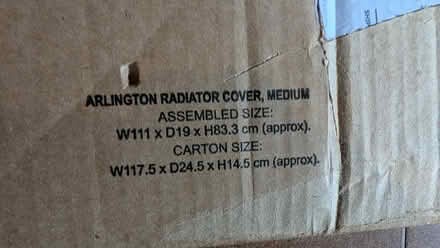 ARLINGTON RADIATOR COVER, MEDIUM
ASSEMBLED SIZE:
W111 x D19 x H83.3 cm (approx).
CARTON SIZE:
W117.5 x D24.5 x H14.5 cm (approx).